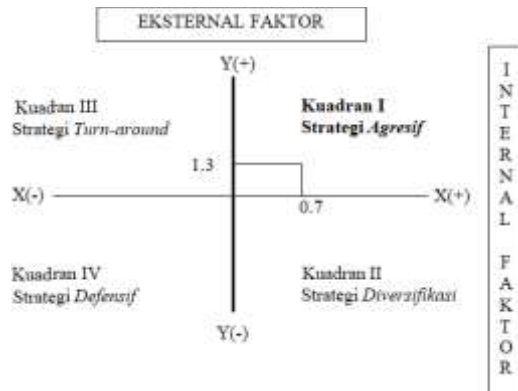 EKSTERNAL FAKTOR
Y(+)
Kuadran III
Strategi Turn-around
Kuadran I
Strategi Agresif
1.3
X(-)
X(+)
0.7
Kuadran IV
Strategi Defensif
Kuadran II
Strategi Diversifikasi
Y(-)
INTERNAL FAKTOR